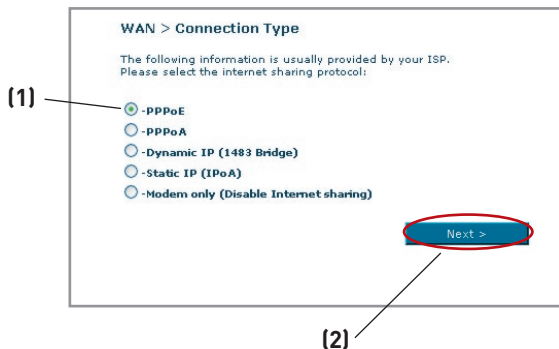 WAN > Connection Type
The following information is usually provided by your ISP.
Please select the internet sharing protocol:
(1)
-PPPoE
-PPPoA
-Dynamic IP (1483 Bridge)
-Static IP (IPoA)
-Modem only (Disable Internet sharing)
Next >
(2)